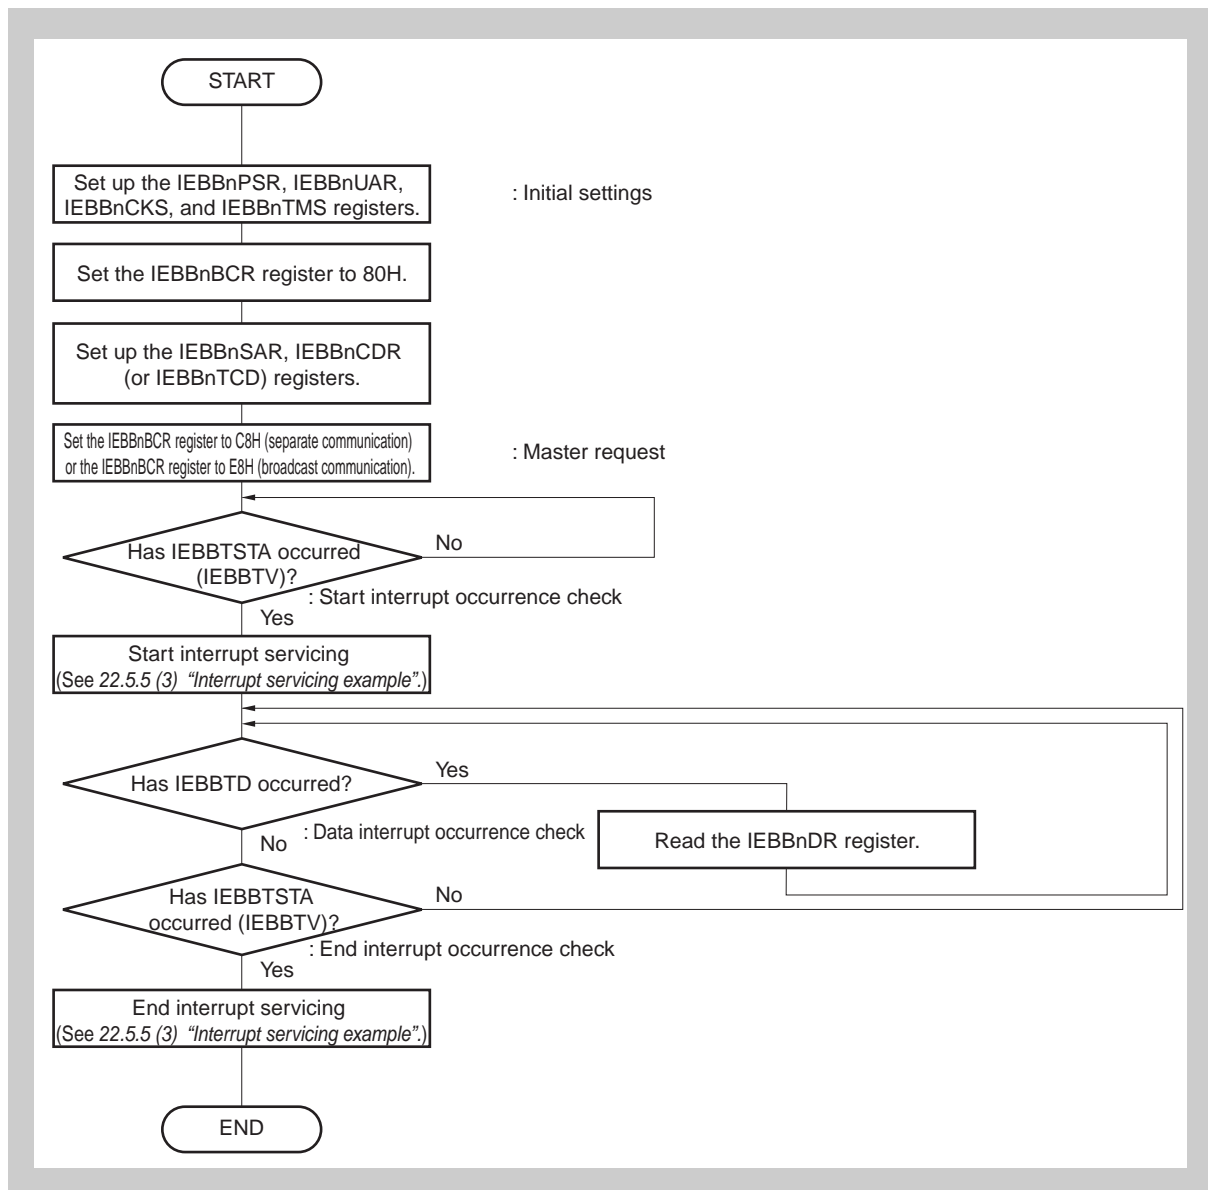 START
Set up the IEBBnPSR, IEBBnUAR,
IEBBnCKS, and IEBBnTMS registers.
: Initial settings
Set the IEBBnBCR register to 80H.
Set up the IEBBnSAR, IEBBnCDR
(or IEBBnTCD) registers.
Set the IEBBnBCR register to C8H (separate communication)
or the IEBBnBCR register to E8H (broadcast communication).
: Master request
Has IEBBTSTA occurred
(IEBBTV)?
No
: Start interrupt occurrence check
Yes
Start interrupt servicing
(See 22.5.5 (3) “Interrupt servicing example”.)
Has IEBBTD occurred?
Yes
: Data interrupt occurrence check
No
Read the IEBBnDR register.
Has IEBBTSTA
occurred (IEBBTV)?
No
: End interrupt occurrence check
Yes
End interrupt servicing
(See 22.5.5 (3) “Interrupt servicing example”.)
END